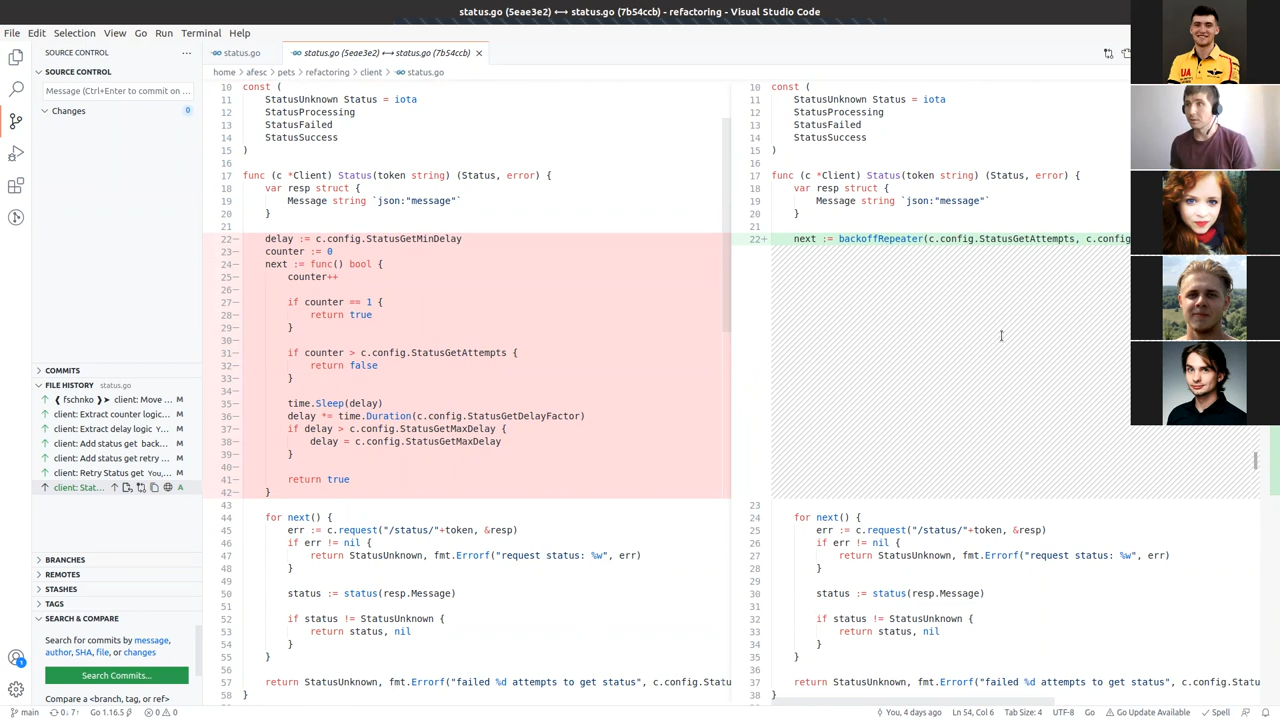 status.go (5eae3e2) ⟷ status.go (7b54ccb) - refactoring - Visual Studio Code
File Edit Selection View Go Run Terminal Help
SOURCE CONTROL ···
SOURCE CONTROL
Message (Ctrl+Enter to commit on ...
Changes 0
COMMITS
FILE HISTORY status.go
❨ fschnko ❩➤ client: Move ... M
client: Extract counter logic... M
client: Extract delay logic Y... M
client: Add status get back... M
client: Add status get retry ... M
client: Retry Status get You,... M
client: Stat... A
BRANCHES
REMOTES
STASHES
TAGS
SEARCH & COMPARE
Search for commits by message,
author, SHA, file, or changes
Search Commits...
Compare a <branch, tag, or ref>
status.go
status.go (5eae3e2) ⟷ status.go (7b54ccb)
home › afesc › pets › refactoring › client › status.go
10 const (
11 StatusUnknown Status = iota
12 StatusProcessing
13 StatusFailed
14 StatusSuccess
15 )
16
17 func (c *Client) Status(token string) (Status, error) {
18 var resp struct {
19 Message string `json:"message"`
20 }
21
22− delay := c.config.StatusGetMinDelay
23− counter := 0
24− next := func() bool {
25− counter++
26−
27− if counter == 1 {
28− return true
29− }
30−
31− if counter > c.config.StatusGetAttempts {
32− return false
33− }
34−
35− time.Sleep(delay)
36− delay *= time.Duration(c.config.StatusGetDelayFactor)
37− if delay > c.config.StatusGetMaxDelay {
38− delay = c.config.StatusGetMaxDelay
39− }
40−
41− return true
42− }
43
44 for next() {
45 err := c.request("/status/"+token, &resp)
46 if err != nil {
47 return StatusUnknown, fmt.Errorf("request status: %w", err)
48 }
49
50 status := status(resp.Message)
51
52 if status != StatusUnknown {
53 return status, nil
54 }
55 }
56
57 return StatusUnknown, fmt.Errorf("failed %d attempts to get status", c.config.Statu
58 }
10 const (
11 StatusUnknown Status = iota
12 StatusProcessing
13 StatusFailed
14 StatusSuccess
15 )
16
17 func (c *Client) Status(token string) (Status, error) {
18 var resp struct {
19 Message string `json:"message"`
20 }
21
22+ next := backoffRepeater(c.config.StatusGetAttempts, c.config
23
24 for next() {
25 err := c.request("/status/"+token, &resp)
26 if err != nil {
27 return StatusUnknown, fmt.Errorf("request status: %w", err)
28 }
29
30 status := status(resp.Message)
31
32 if status != StatusUnknown {
33 return status, nil
34 }
35 }
36
37 return StatusUnknown, fmt.Errorf("failed %d attempts to get status", c.config.Statu
38 }
UA
1
main 0↓ 7↑ Go 1.16.5 0 0 You, 4 days ago Ln 54, Col 6 Tab Size: 4 UTF-8 Go Go Update Available Spell